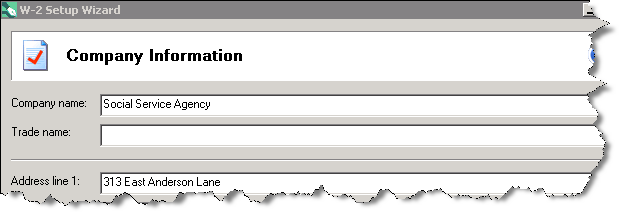 W-2 Setup Wizard
Company Information
Company name: Social Service Agency
Trade name:
Address line 1: 313 East Anderson Lane